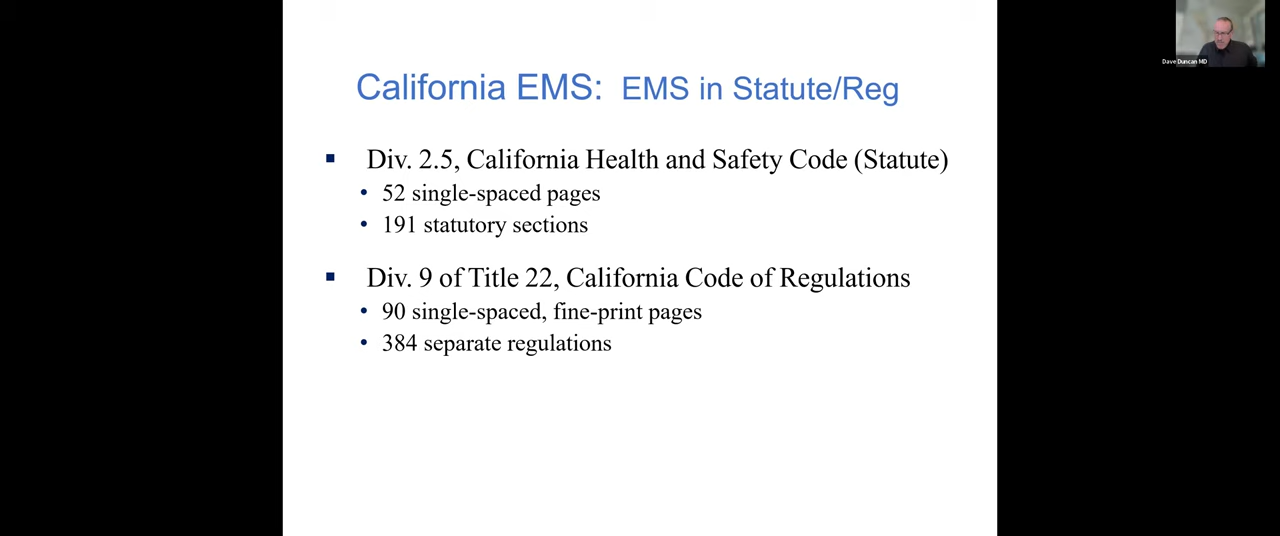 Dave Duncan MD
California EMS: EMS in Statute/Reg
▪ Div. 2.5, California Health and Safety Code (Statute)
• 52 single-spaced pages
• 191 statutory sections
▪ Div. 9 of Title 22, California Code of Regulations
• 90 single-spaced, fine-print pages
• 384 separate regulations